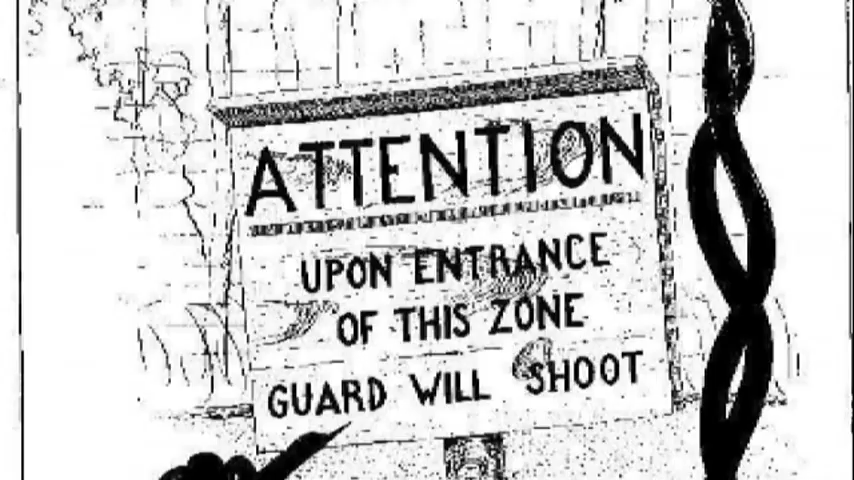 ATTENTION
UPON ENTRANCE
OF THIS ZONE
GUARD WILL SHOOT